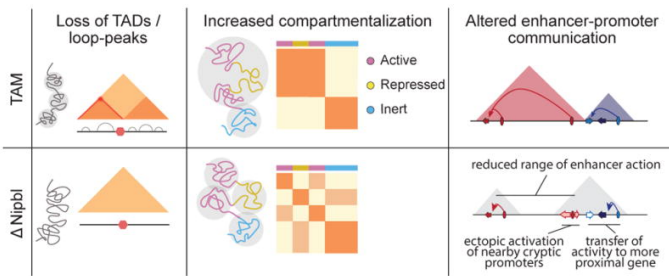 Loss of TADs /
loop-peaks
Increased compartmentalization
Altered enhancer-promoter
communication
TAM
Active
Repressed
Inert
Δ Nipbl
reduced range of enhancer action
ectopic activation
of nearby cryptic
promoters
transfer of
activity to more
proximal gene